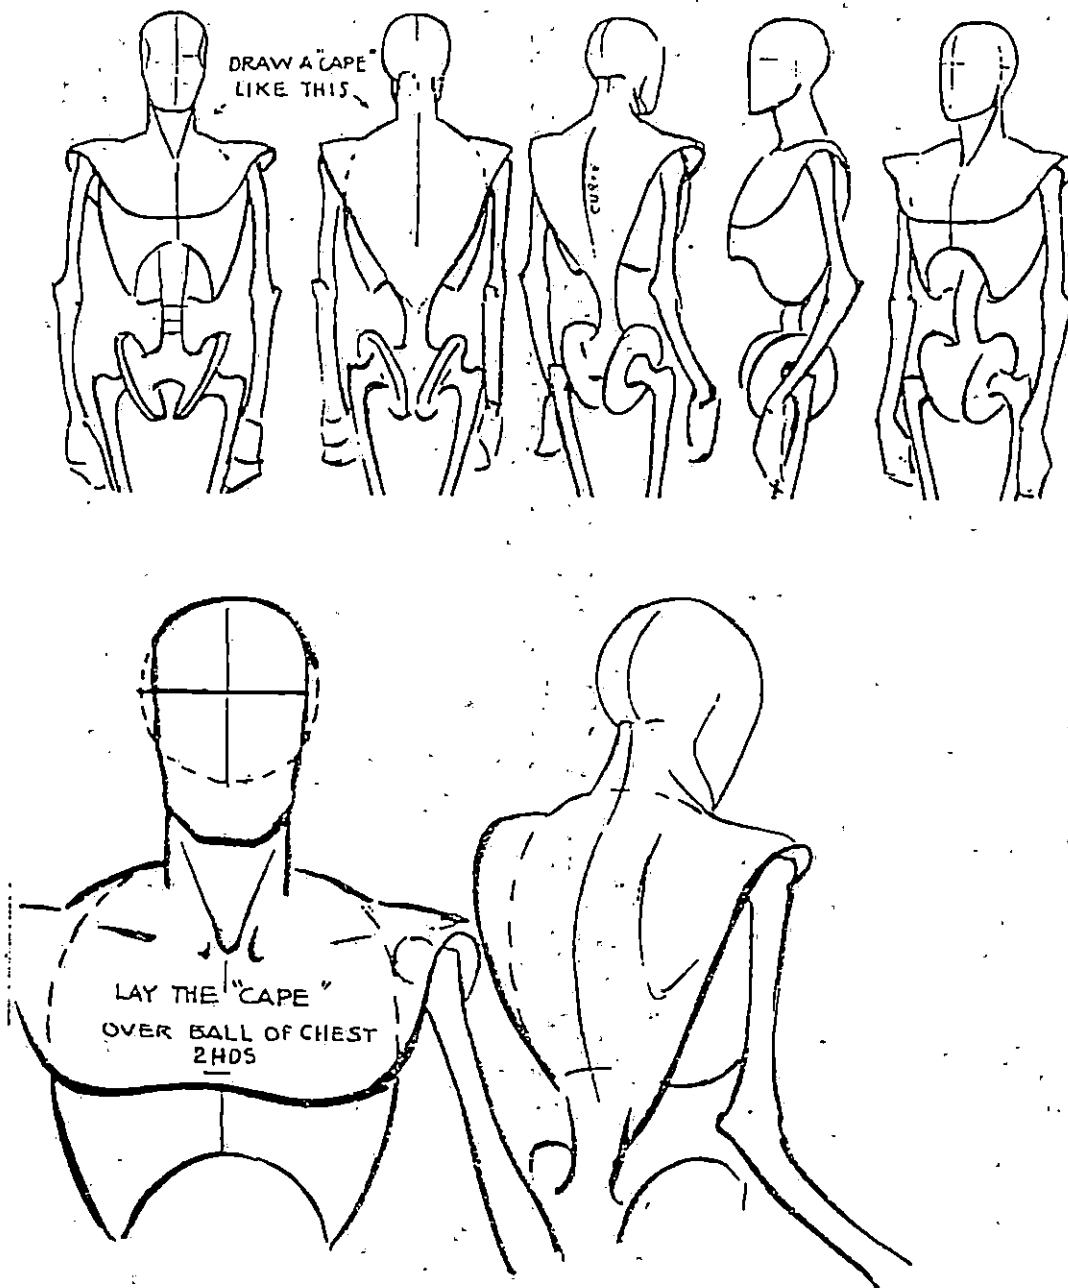 DRAW A "CAPE"
LIKE THIS
CURVE
LAY THE "CAPE"
OVER BALL OF CHEST
2 HDS